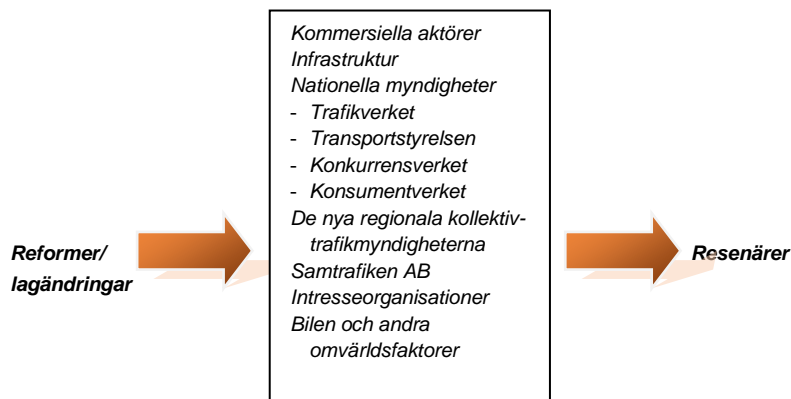 Kommersiella aktörer
Infrastruktur
Nationella myndigheter
- Trafikverket
- Transportstyrelsen
- Konkurrensverket
- Konsumentverket
De nya regionala kollektiv-
trafikmyndigheterna
Samtrafiken AB
Intresseorganisationer
Bilen och andra
omvärldsfaktorer
Reformer/
lagändringar
Resenärer